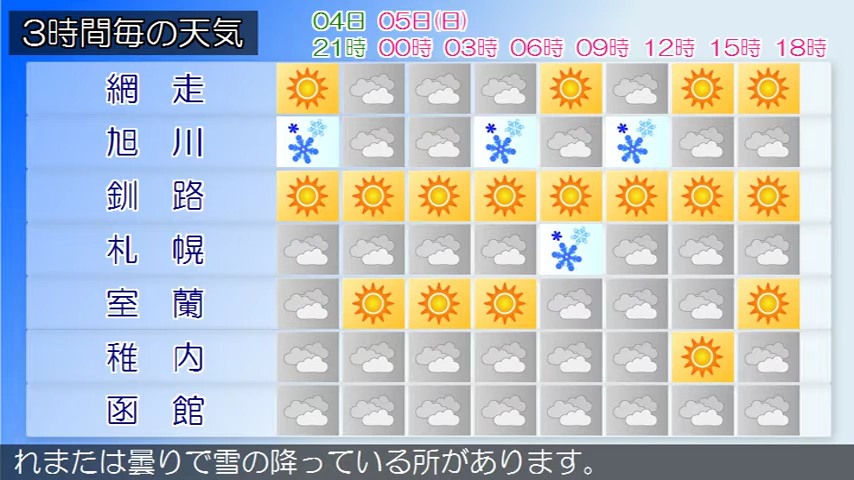 3時間毎の天気
04日 05日(日)
21時 00時 03時 06時 09時 12時 15時 18時
網走
旭川
釧路
札幌
室蘭
稚内
函館
れまたは曇りで雪の降っている所があります。